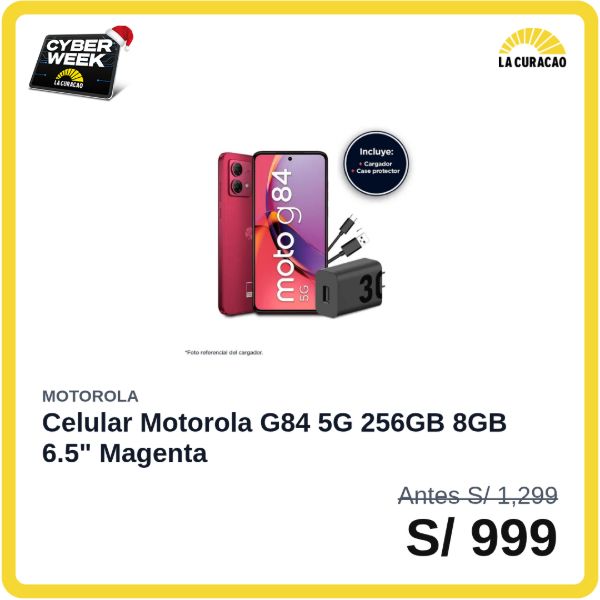 CYBER
WEEK
LA CURACAO
LA CURACAO
Incluye:
+ Cargador
+ Case protector
moto g84
5G
30
*Foto referencial del cargador.
MOTOROLA
Celular Motorola G84 5G 256GB 8GB
6.5" Magenta
Antes S/ 1,299
S/ 999